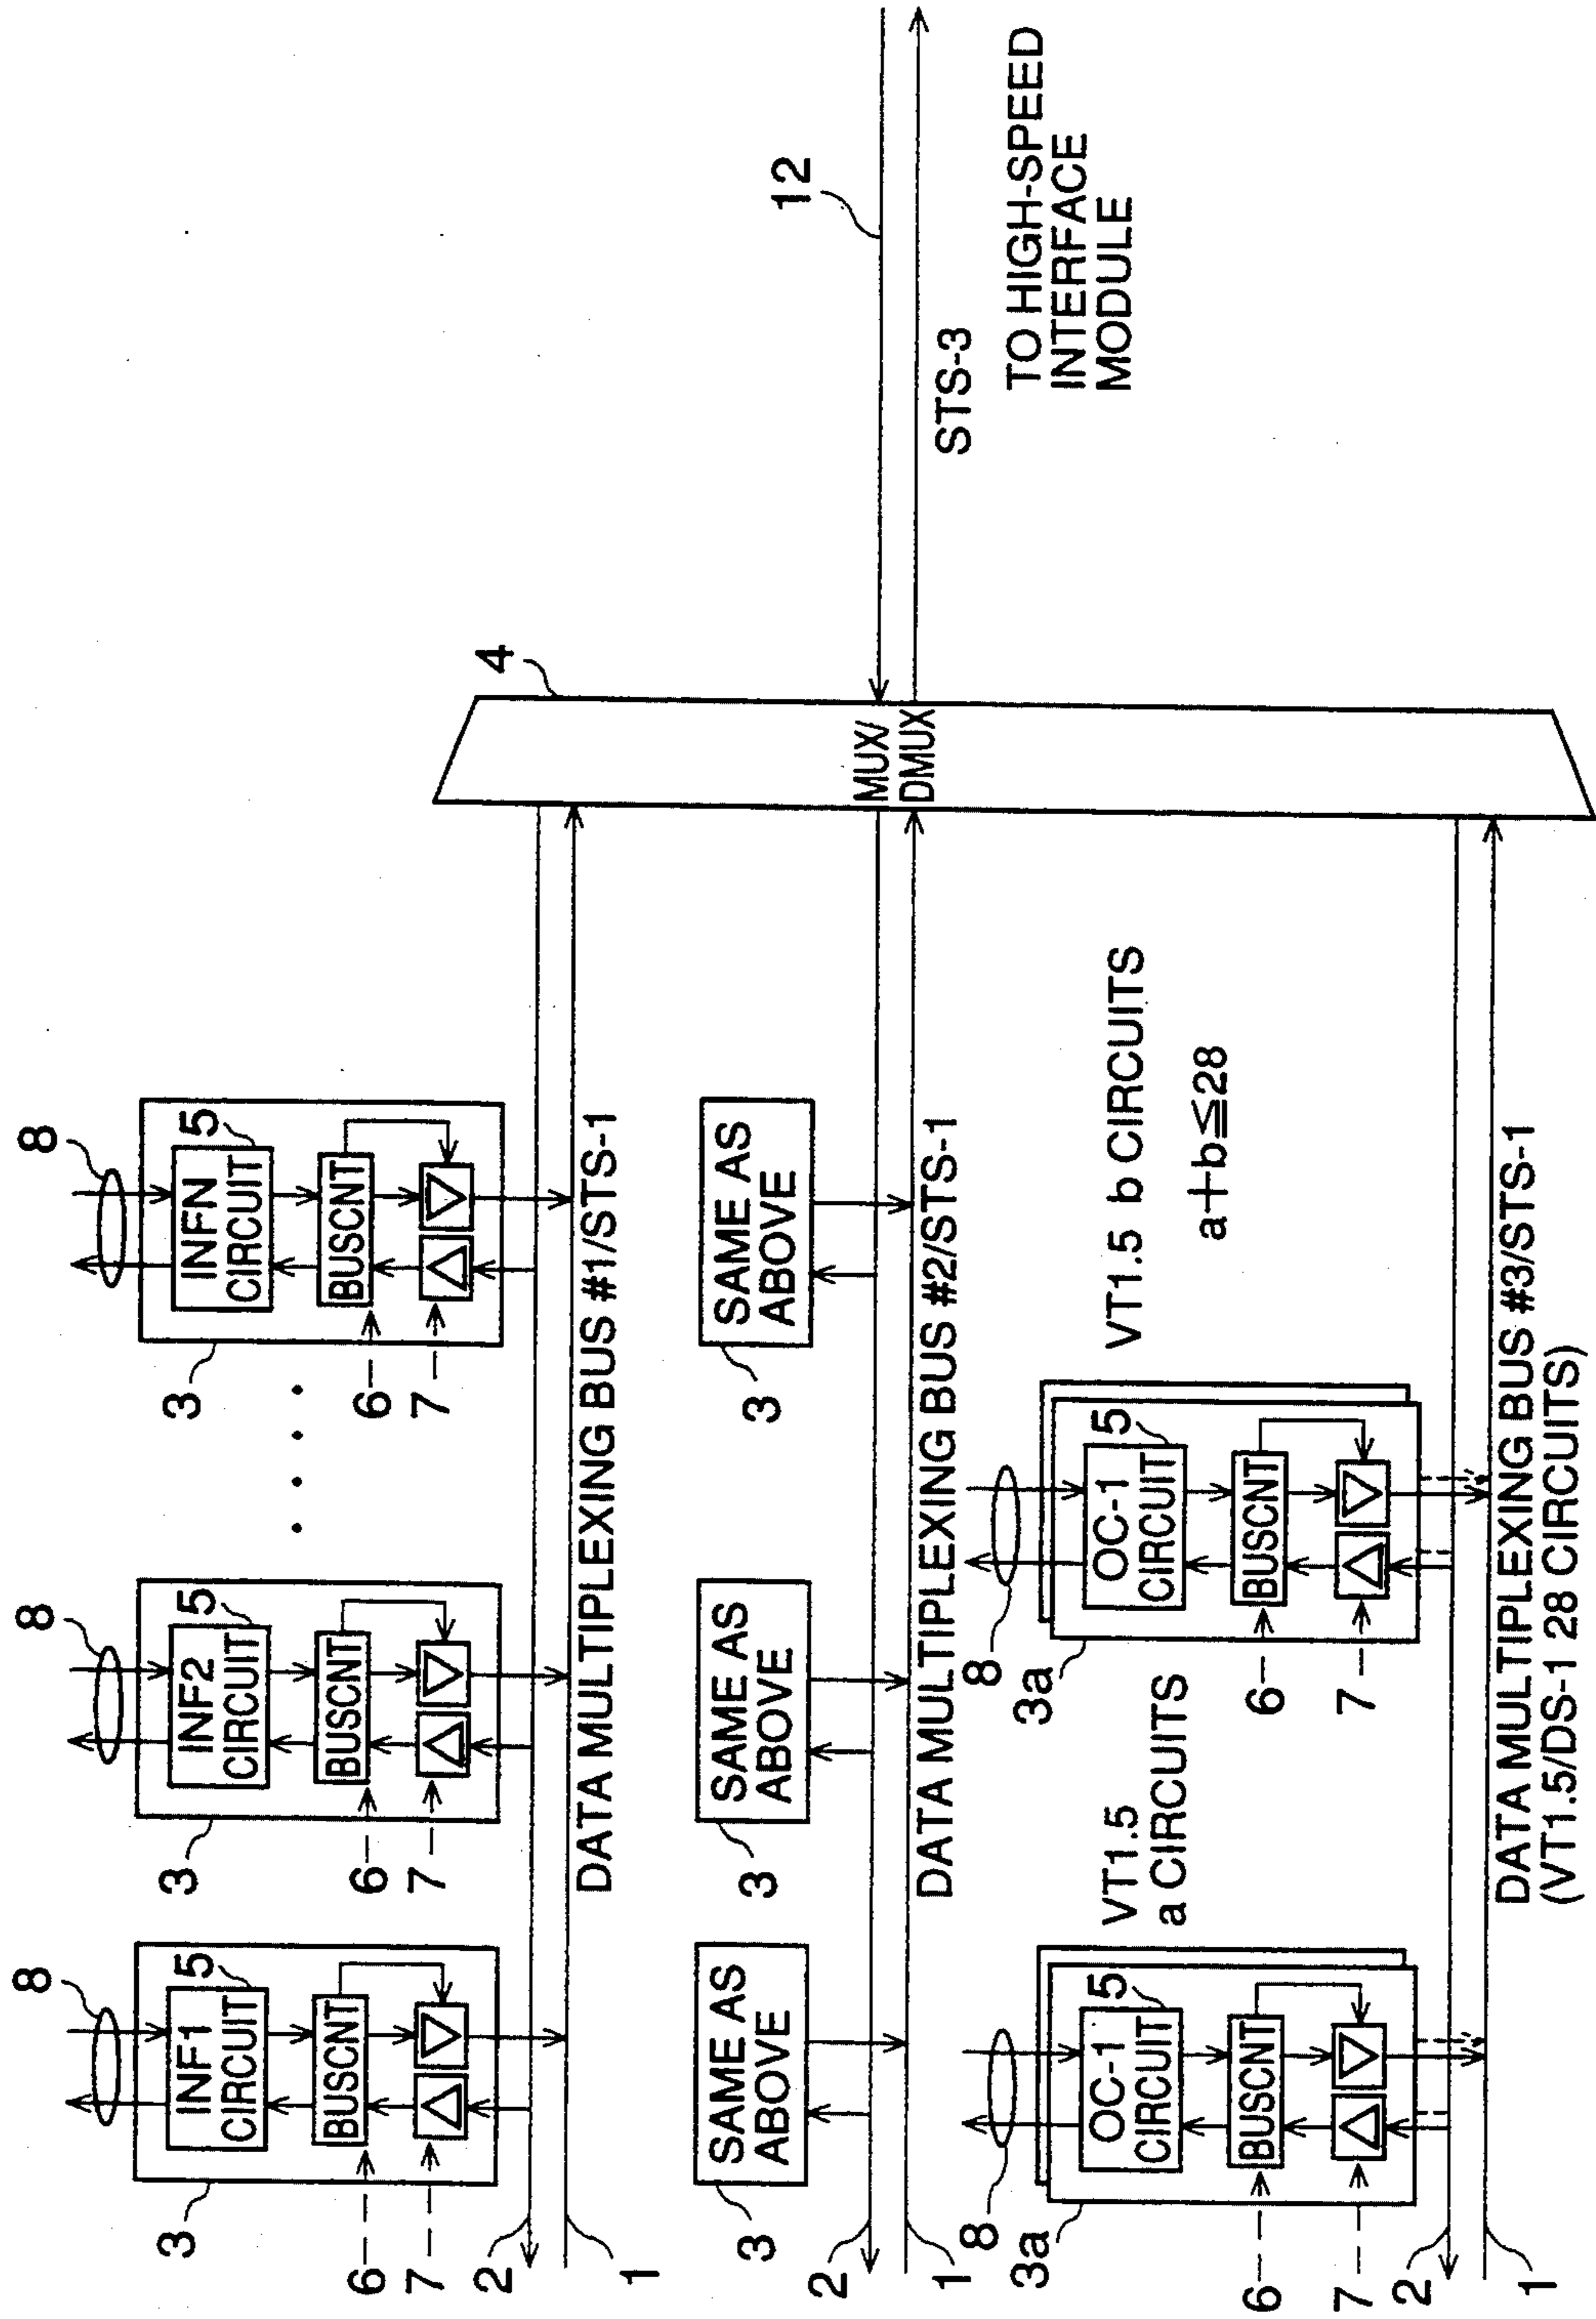 8
8
8
INF1
CIRCUIT
5
INF2
CIRCUIT
5
INFN
CIRCUIT
5
BUSCNT
BUSCNT
BUSCNT
3
3
3
6
6
6
7
7
7
2
1
DATA MULTIPLEXING BUS #1/STS-1
4
SAME AS
ABOVE
SAME AS
ABOVE
SAME AS
ABOVE
3
3
3
2
1
DATA MULTIPLEXING BUS #2/STS-1
MUX/
DMUX
12
STS-3
TO HIGH-SPEED
INTERFACE
MODULE
8
8
OC-1
CIRCUIT
5
VT1.5
a CIRCUITS
OC-1
CIRCUIT
5
VT1.5 b CIRCUITS
a+b≦28
3a
3a
BUSCNT
BUSCNT
6
6
7
7
2
1
DATA MULTIPLEXING BUS #3/STS-1
(VT1.5/DS-1 28 CIRCUITS)